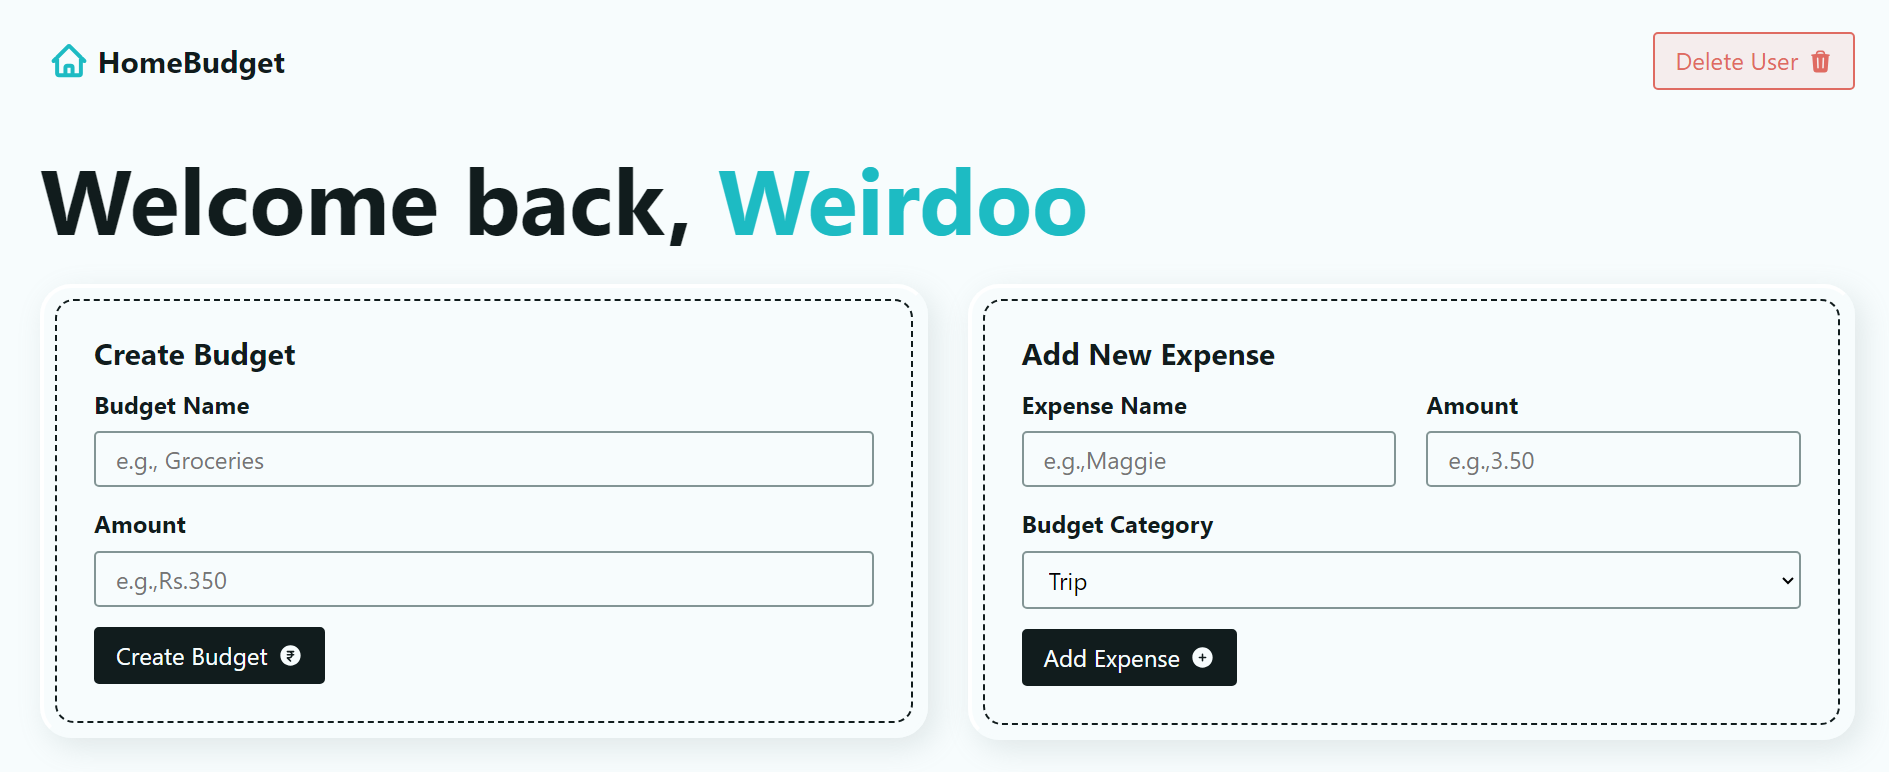 HomeBudget
Delete User
Welcome back, Weirdoo
Create Budget
Budget Name
e.g., Groceries
Amount
e.g.,Rs.350
Create Budget ₹
Add New Expense
Expense Name
Amount
e.g.,Maggie
e.g.,3.50
Budget Category
Trip
Add Expense